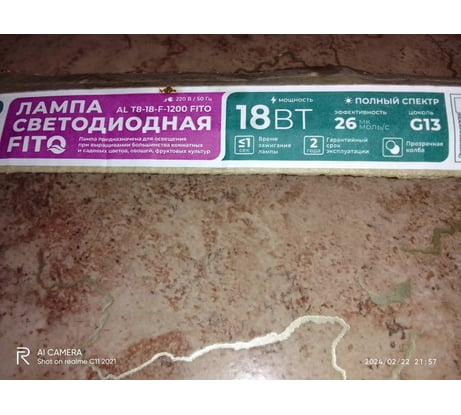 220 В / 50 Гц
AL T8-18-F-1200 FITO
ЛАМПА
СВЕТОДИОДНАЯ
FITO
Лампа предназначена для освещения
при выращивании большинства комнатных
и садовых цветов, овощей, фруктовых культур
МОЩНОСТЬ
18 ВТ
ПОЛНЫЙ СПЕКТР
ЭФФЕКТИВНОСТЬ
26 МК МОЛЬ/С
ЦОКОЛЬ
G13
≤1 СЕК
Время
зажигания
лампы
2 ГОДА
Гарантийный
срок
эксплуатации
Прозрачная
колба
AI CAMERA
Shot on realme C11 2021
2024/02/22 21:57